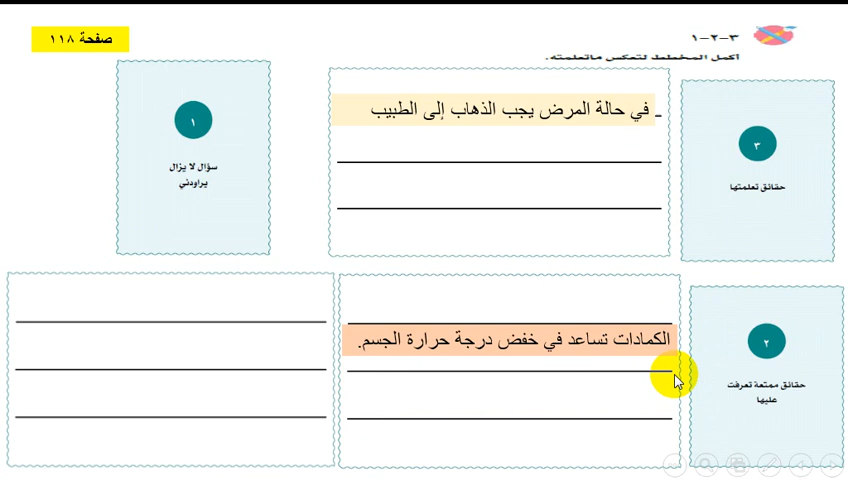 صفحة ١١٨
٣-٢-١
أكمل المخطط لتعكس ماتعلمته.
٣
حقائق تعلمتها
- في حالة المرض يجب الذهاب إلى الطبيب
١
سؤال لا يزال
يراودني
٢
حقائق ممتعة تعرفت
عليها
الكمادات تساعد في خفض درجة حرارة الجسم.